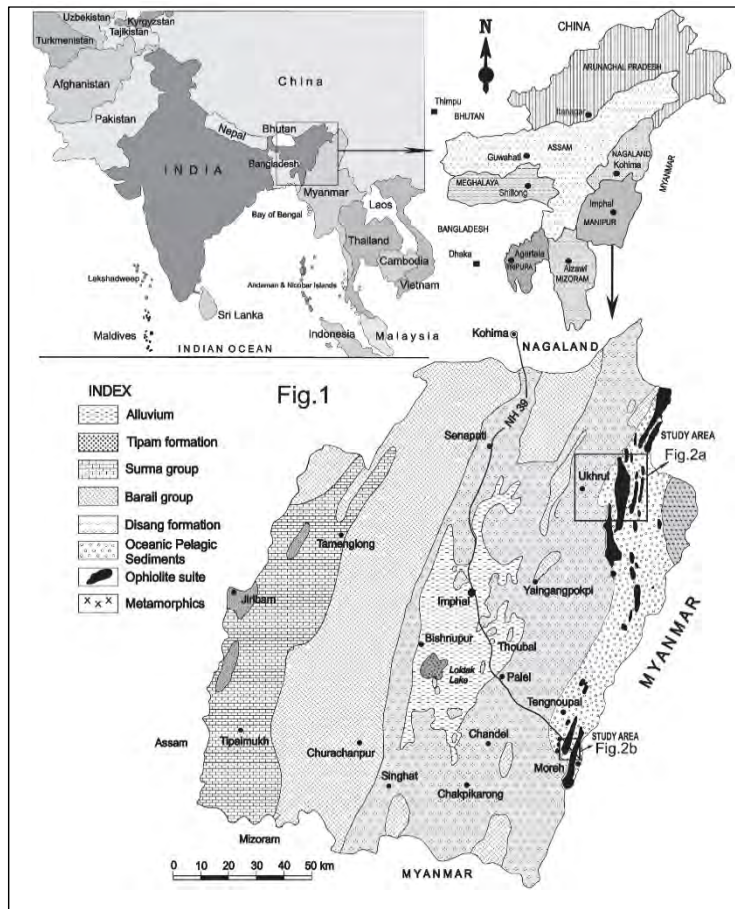 Uzbekistan
Kyrgyzstan
Tajikistan
Turkmenistan
Afghanistan
Pakistan
China
Nepal
Bhutan
INDIA
Bangladesh
Myanmar
Bay of Bengal
Laos
Thailand
Cambodia
Vietnam
Lekshadweep
Andaman & Nicobar Islands
Sri Lanka
Maldives
Indonesia
Malaysia
INDIAN OCEAN
N
CHINA
ARUNACHAL PRADESH
Itanagar
Thimpu
BHUTAN
ASSAM
Guwahati
NAGALAND
Kohima
MEGHALAYA
Shillong
MYANMAR
Imphal
MANIPUR
BANGLADESH
Dhaka
Agartala
TRIPURA
Aizawl
MIZORAM
Fig.1
INDEX
Alluvium
Tipam formation
Surma group
Barail group
Disang formation
Oceanic Pelagic
Sediments
Ophiolite suite
Metamorphics
Kohima
NAGALAND
NH 39
Senapati
STUDY AREA
Fig.2a
Ukhrul
Tamenglong
Jiribam
Imphal
Yaingangpokpi
Bishnupur
Thoubal
Loktak
Lake
Palel
MYANMAR
Tengnoupal
STUDY AREA
Fig.2b
Assam
Tipaimukh
Churachanpur
Chandel
Moreh
Singhat
Chakpikarong
Mizoram
MYANMAR
0 10 20 30 40 50 km